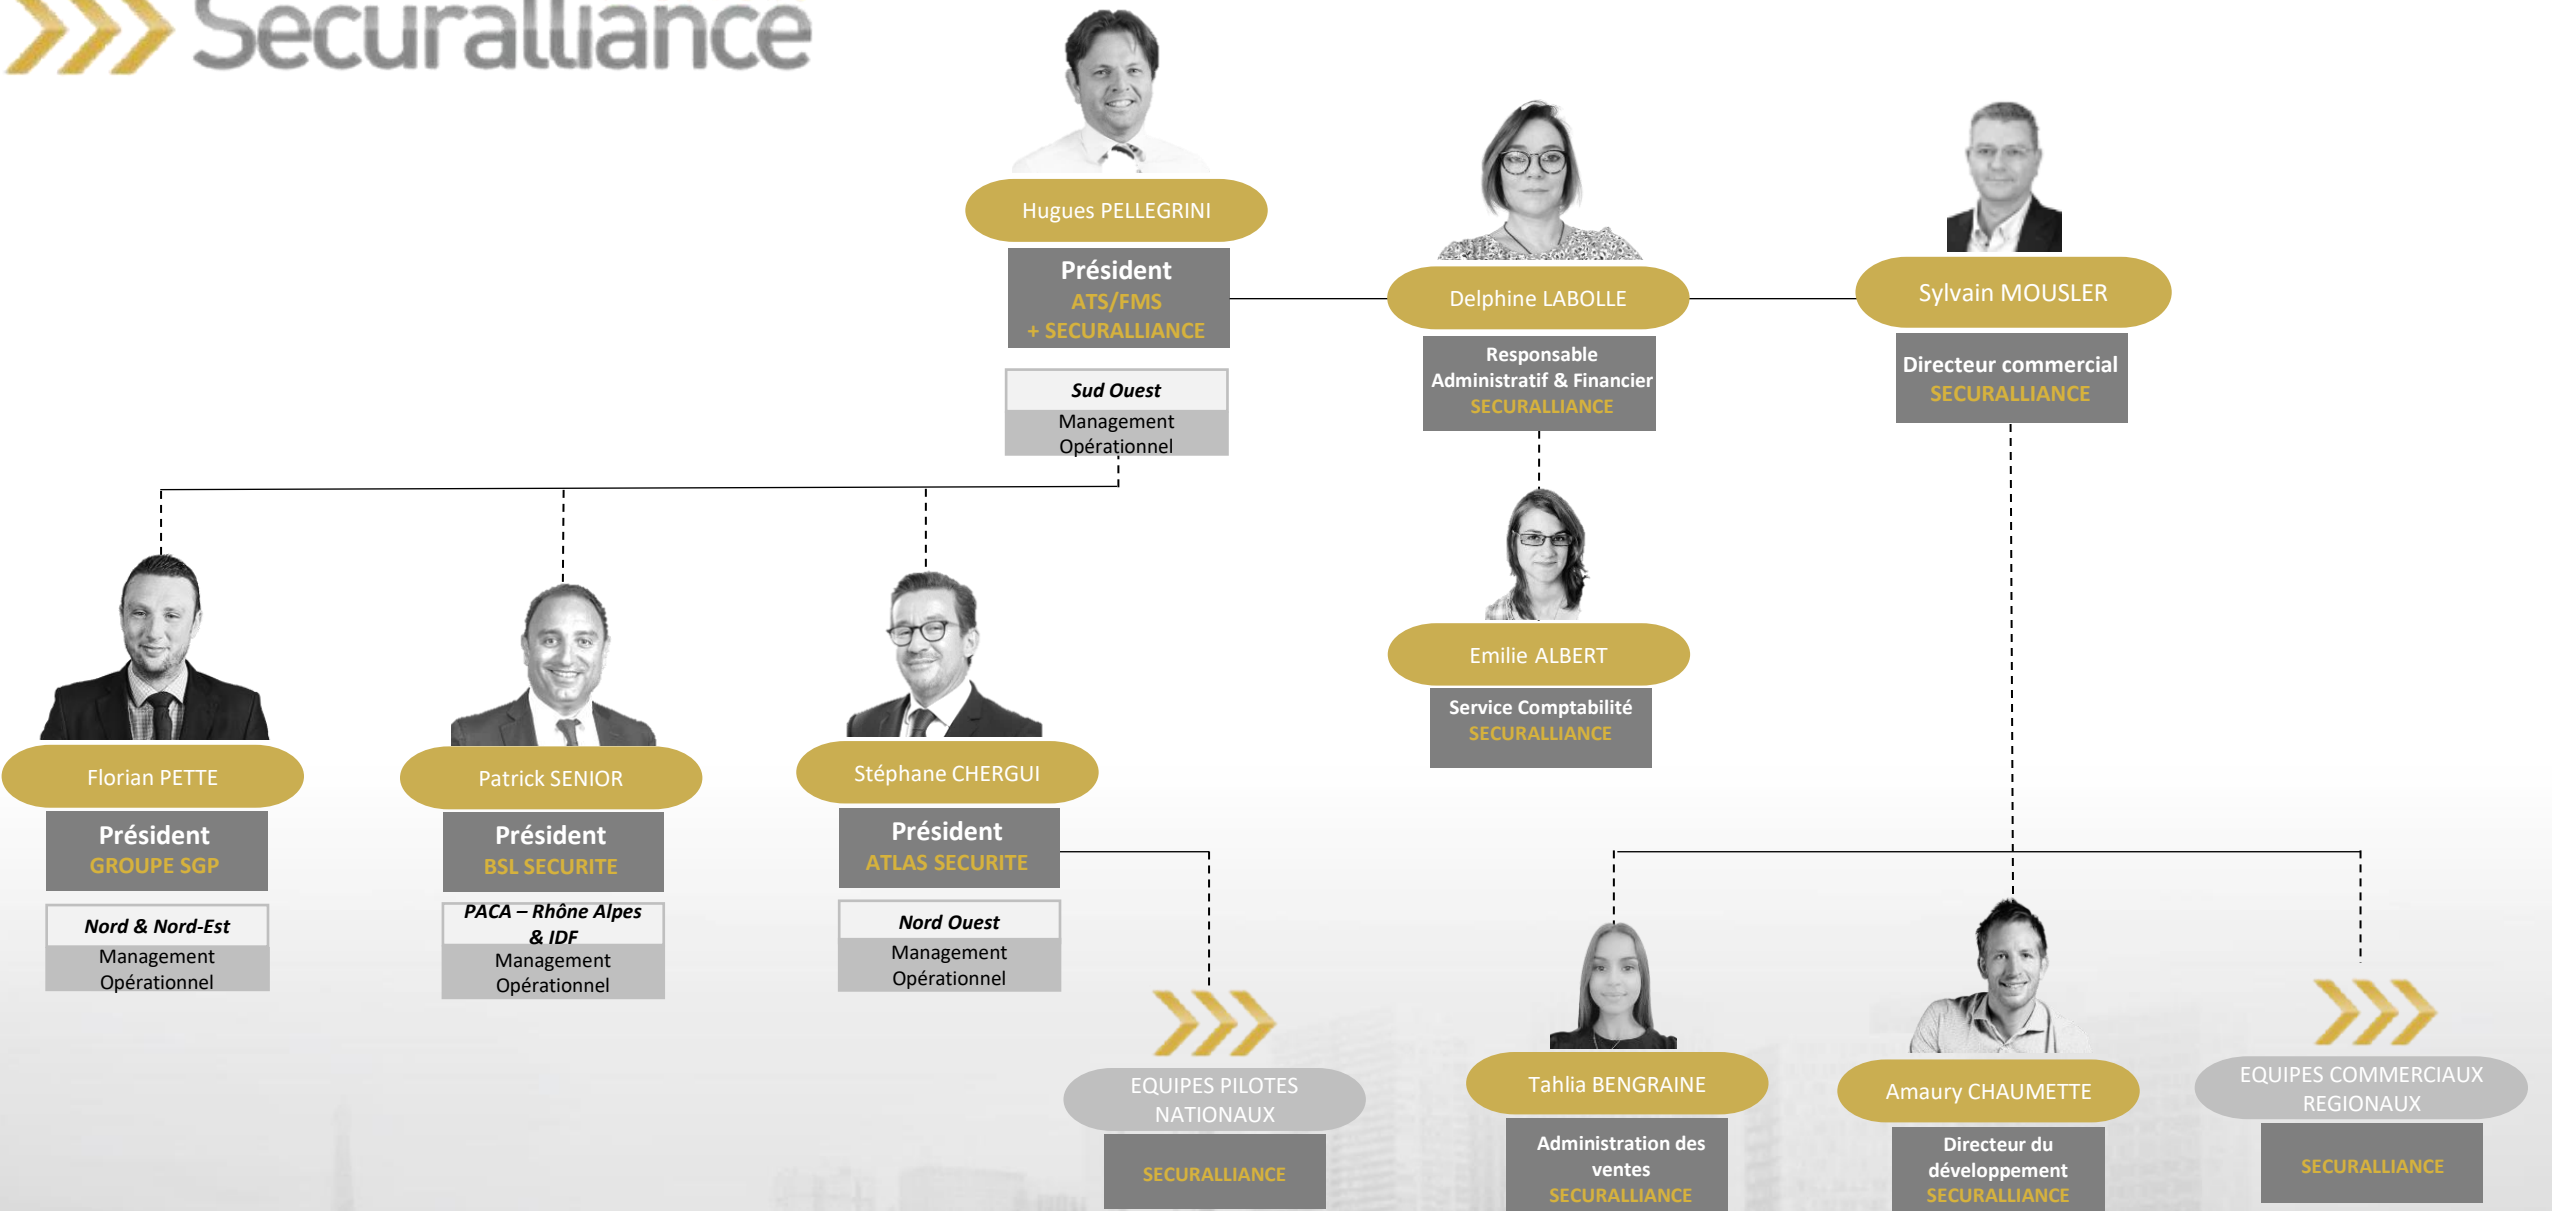 Securalliance
Hugues PELLEGRINI
Président
ATS/FMS
+ SECURALLIANCE
Sud Ouest
Management
Opérationnel
Delphine LABOLLE
Responsable
Administratif & Financier
SECURALLIANCE
Sylvain MOUSLER
Directeur commercial
SECURALLIANCE
Emilie ALBERT
Service Comptabilité
SECURALLIANCE
Florian PETTE
Président
GROUPE SGP
Nord & Nord-Est
Management
Opérationnel
Patrick SENIOR
Président
BSL SECURITE
PACA – Rhône Alpes
& IDF
Management
Opérationnel
Stéphane CHERGUI
Président
ATLAS SECURITE
Nord Ouest
Management
Opérationnel
EQUIPES PILOTES
NATIONAUX
SECURALLIANCE
Tahlia BENGRAINE
Administration des
ventes
SECURALLIANCE
Amaury CHAUMETTE
Directeur du
développement
SECURALLIANCE
EQUIPES COMMERCIAUX
REGIONAUX
SECURALLIANCE